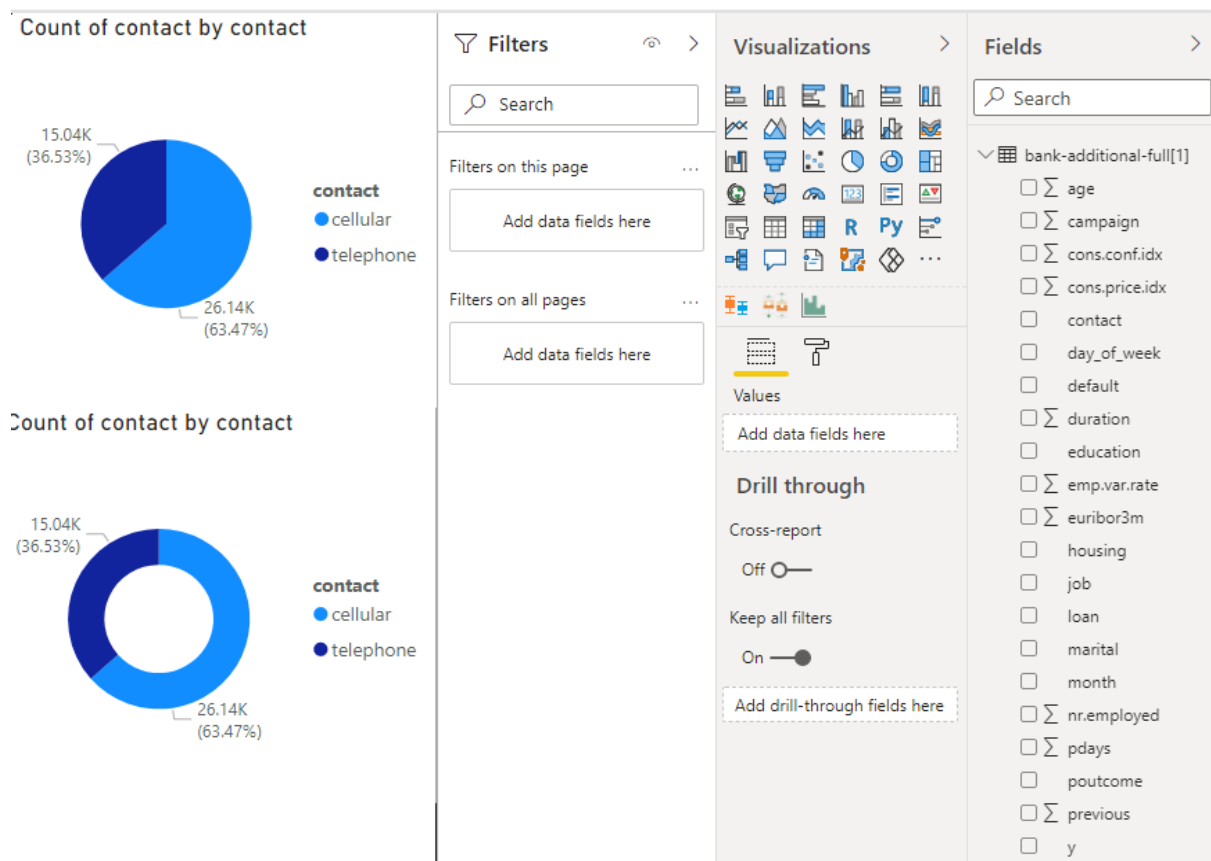 Count of contact by contact
15.04K
(36.53%)
contact
cellular
telephone
26.14K
(63.47%)
Count of contact by contact
15.04K
(36.53%)
contact
cellular
telephone
26.14K
(63.47%)
Filters
Search
Filters on this page ...
Add data fields here
Filters on all pages ...
Add data fields here
Visualizations
123
R
Py
...
Values
Add data fields here
Drill through
Cross-report
Off
Keep all filters
On
Add drill-through fields here
Fields
Search
bank-additional-full[1]
∑ age
∑ campaign
∑ cons.conf.idx
∑ cons.price.idx
contact
day_of_week
default
∑ duration
education
∑ emp.var.rate
∑ euribor3m
housing
job
loan
marital
month
∑ nr.employed
∑ pdays
poutcome
∑ previous
y